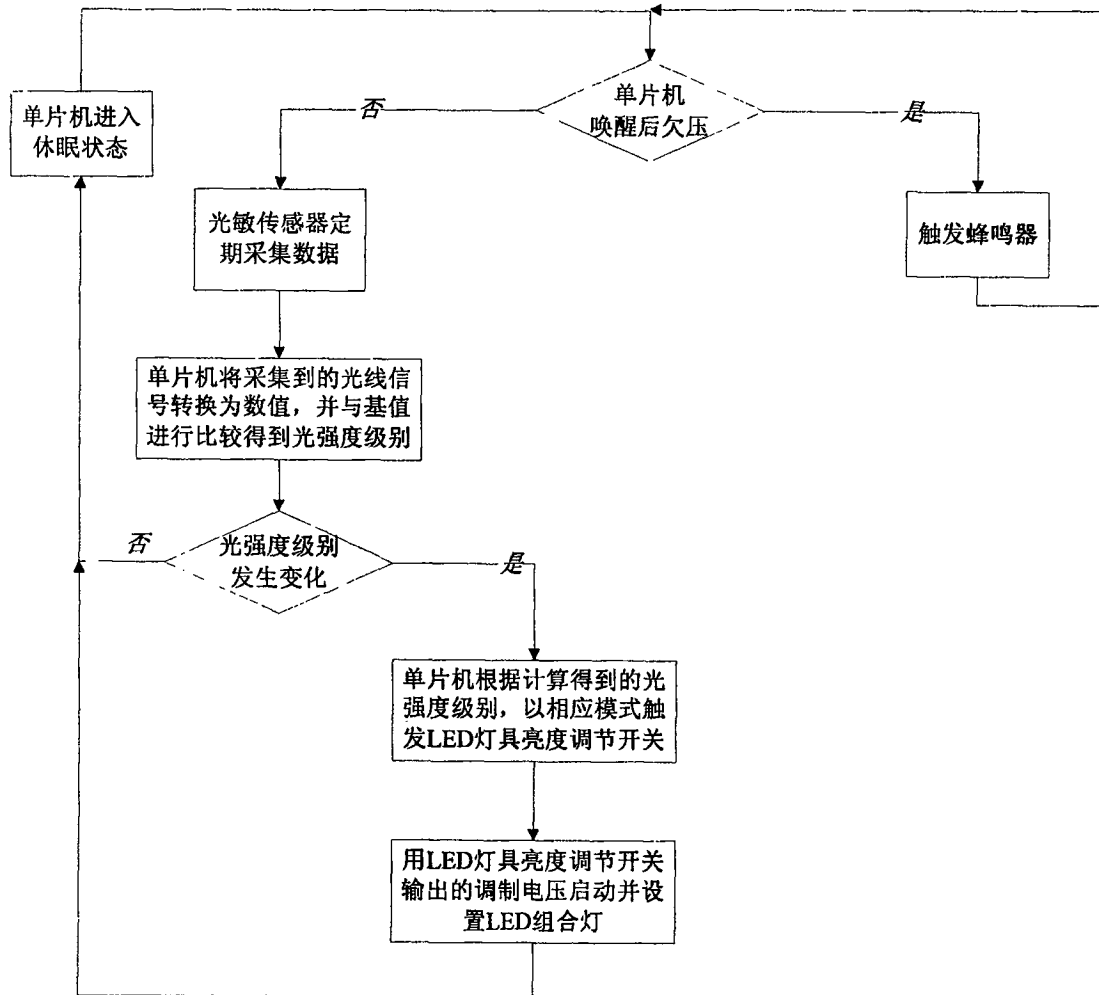 单片机
唤醒后欠压
否
是
单片机进入
休眠状态
光敏传感器定
期采集数据
触发蜂鸣器
单片机将采集到的光线信
号转换为数值，并与基值
进行比较得到光强度级别
光强度级别
发生变化
否
是
单片机根据计算得到的光
强度级别，以相应模式触
发LED灯具亮度调节开关
用LED灯具亮度调节开关
输出的调制电压启动并设
置LED组合灯